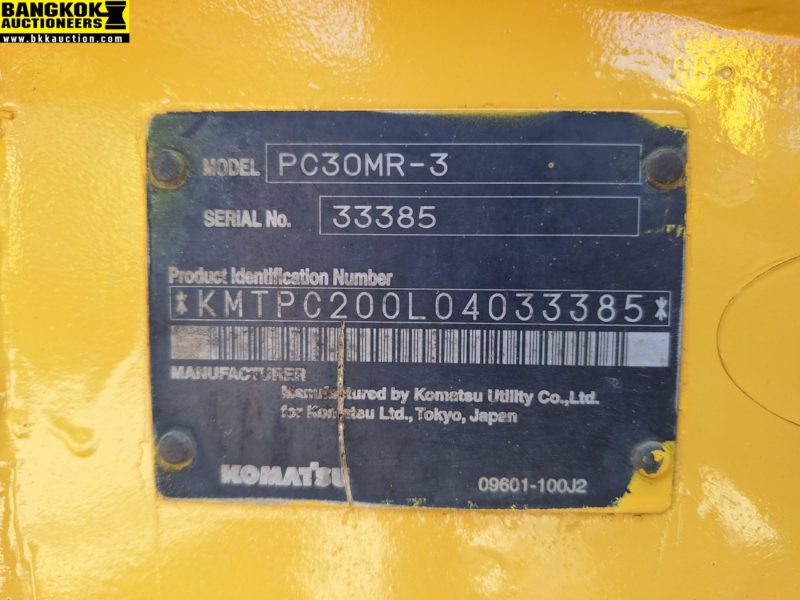 BANGKOK
AUCTIONEERS
www.bkkauction.com
MODEL PC30MR-3
SERIAL No. 33385
Product Identification Number
*KMTPC200L04033385*
MANUFACTURER
Manufactured by Komatsu Utility Co.,Ltd.
for Komatsu Ltd., Tokyo, Japan
KOMATSU
09601-100J2